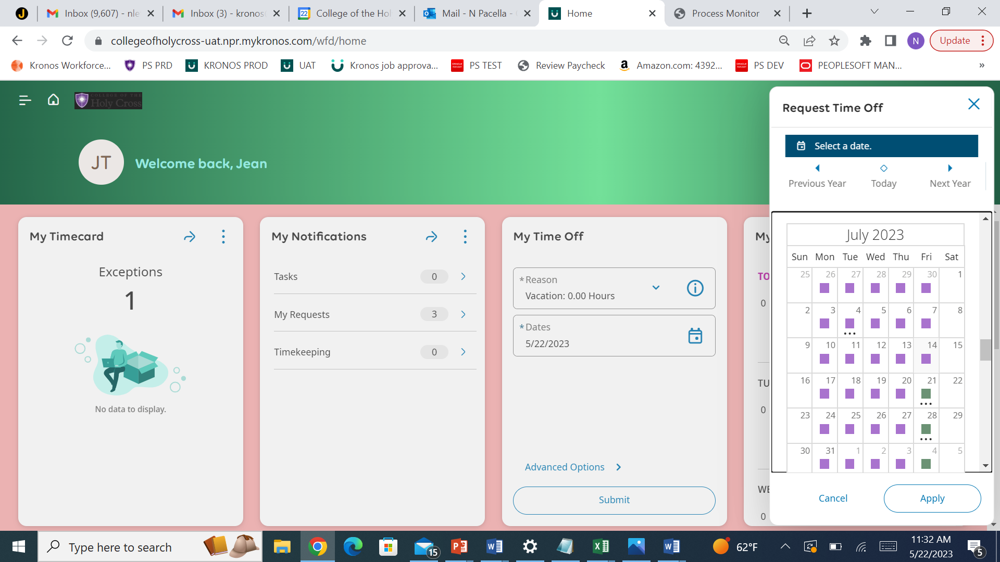 Inbox (9,607) - nle
Inbox (3) - kronos
22
College of the Hol
Mail - N Pacella -
Home
Process Monitor
collegeofholycross-uat.npr.mykronos.com/wfd/home
N
Update
Kronos Workforce...
PS PRD
KRONOS PROD
UAT
Kronos job approva...
PS TEST
Review Paycheck
Amazon.com: 4392...
PS DEV
PEOPLESOFT MAN...
»
COLLEGE OF THE
Holy Cross
JT
Welcome back, Jean
My Timecard
Exceptions
1
No data to display.
My Notifications
Tasks 0
My Requests 3
Timekeeping 0
My Time Off
*Reason
Vacation: 0.00 Hours
*Dates
5/22/2023
Advanced Options
Submit
My
TO
0
TU
0
WE
0
Request Time Off
Select a date.
Previous Year
Today
Next Year
July 2023
Sun Mon Tue Wed Thu Fri Sat
25 26 27 28 29 30 1
2 3 4 5 6 7 8
9 10 11 12 13 14 15
16 17 18 19 20 21 22
23 24 25 26 27 28 29
30 31 1 2 3 4 5
Cancel
Apply
Type here to search
15
62°F
11:32 AM
5/22/2023
5